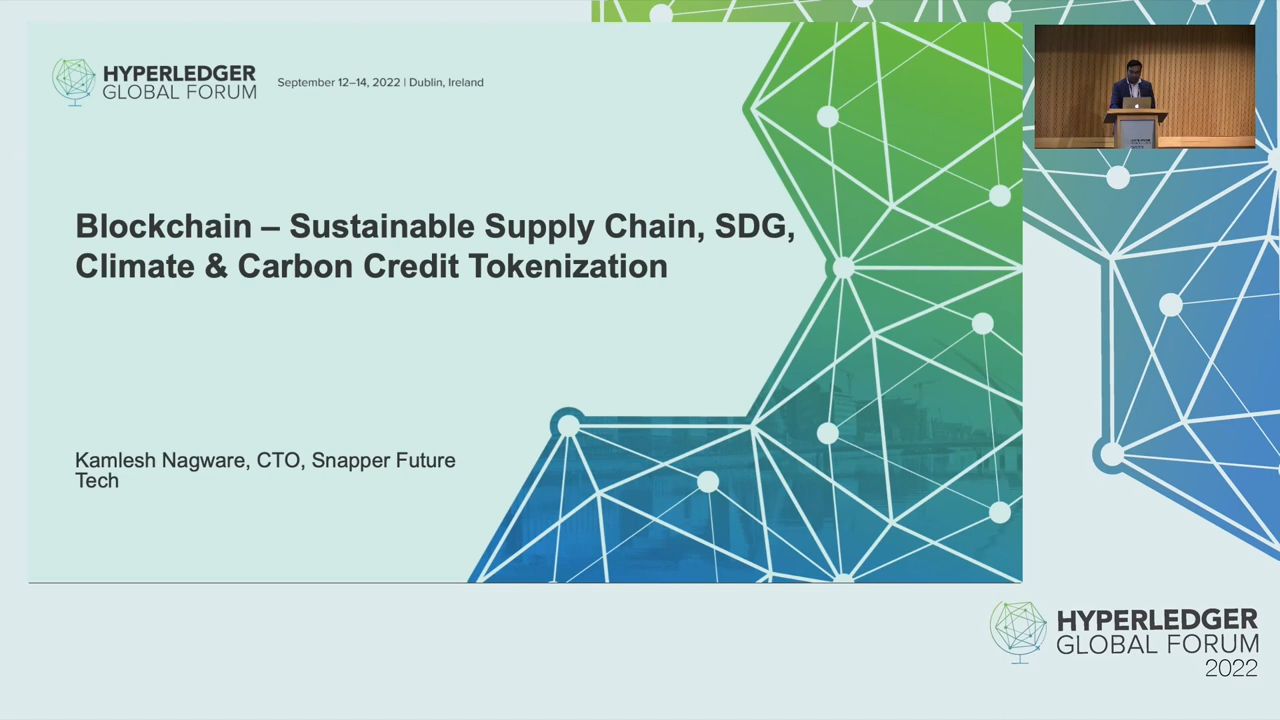 HYPERLEDGER
GLOBAL FORUM
September 12–14, 2022 | Dublin, Ireland
Blockchain – Sustainable Supply Chain, SDG,
Climate & Carbon Credit Tokenization
Kamlesh Nagware, CTO, Snapper Future
Tech
HYPERLEDGER
GLOBAL FORUM
2022